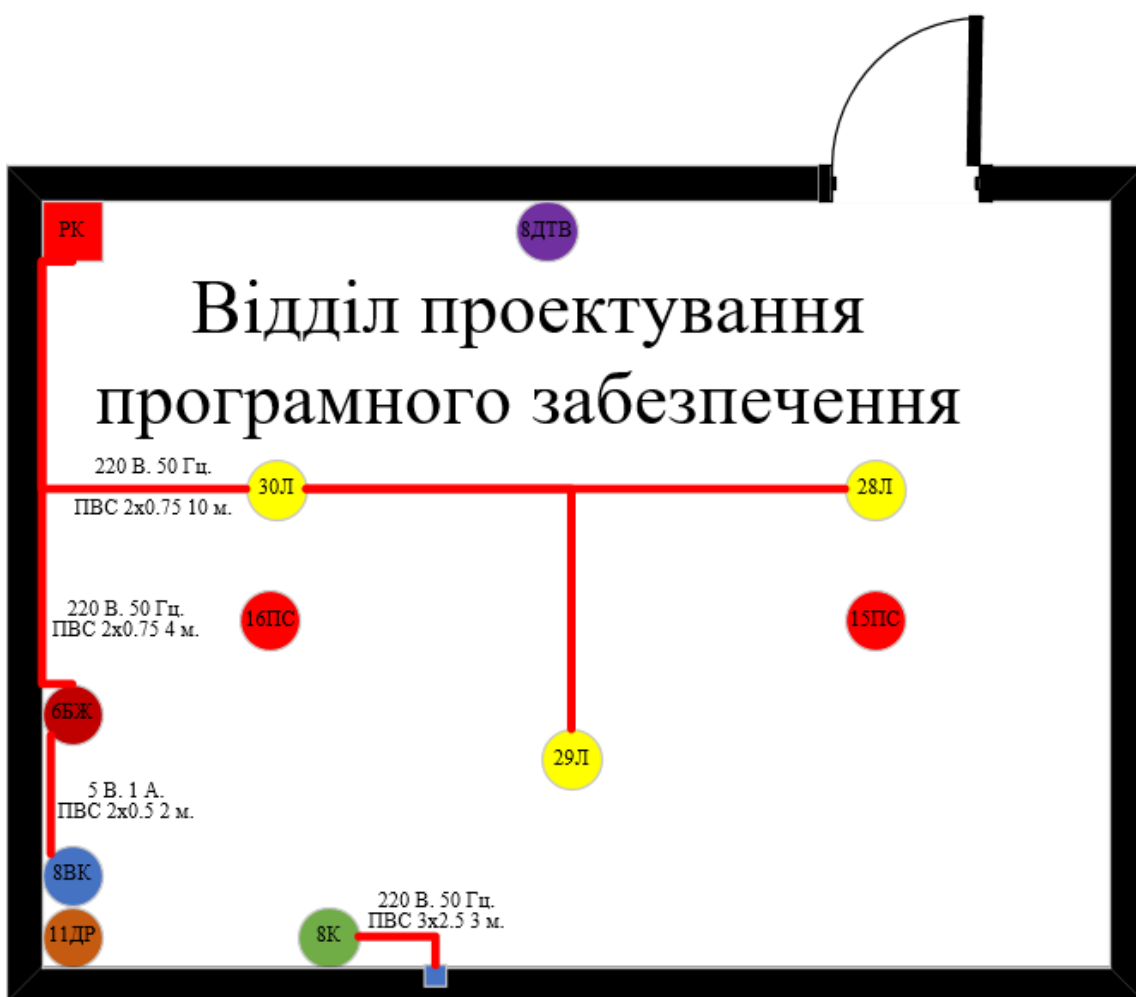 РК
8ДТВ
Відділ проектування
програмного забезпечення
220 В. 50 Гц.
ПВС 2х0.75 10 м.
30Л
28Л
220 В. 50 Гц.
ПВС 2х0.75 4 м.
16ПС
15ПС
6БЖ
29Л
5 В. 1 А.
ПВС 2х0.5 2 м.
8ВК
11ДР
8К
220 В. 50 Гц.
ПВС 3х2.5 3 м.